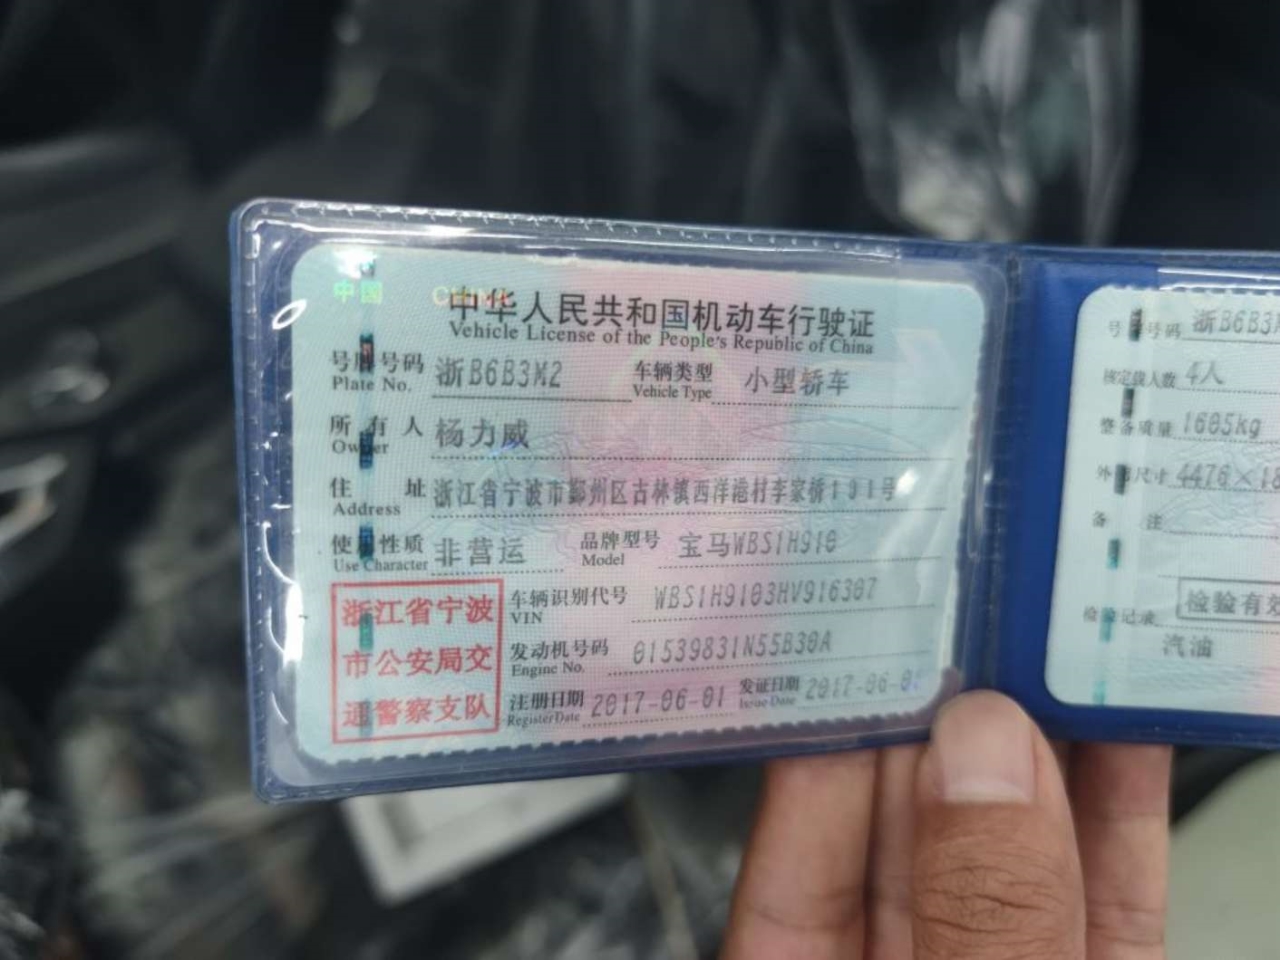 中国 CHINA
中华人民共和国机动车行驶证
Vehicle License of the People's Republic of China
号牌号码 浙B6B3M2 车辆类型 小型轿车
Plate No. Vehicle Type
所有人 杨力威
Owner
住址 浙江省宁波市鄞州区古林镇西洋港村李家桥191号
Address
使用性质 非营运 品牌型号 宝马WBS1H910
Use Character Model
浙江省宁波
市公安局交
通警察支队
车辆识别代号 WBS1H9103HV916307
VIN
发动机号码 01539831N55B30A
Engine No.
注册日期 2017-06-01 发证日期 2017-06-0
Register Date Issue Date
号牌号码 浙B6B3
核定载人数 4人
整备质量 1605kg
外廓尺寸 4476×18
备注
检验记录 检验有效
汽油